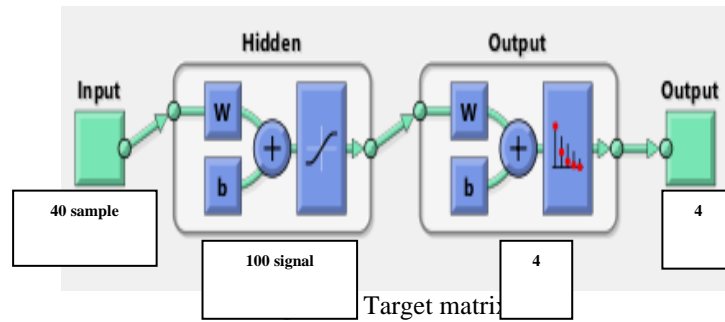 Hidden
Output
Input
Output
W
b
+
W
b
+
40 sample
100 signal
4
4
Target matrix